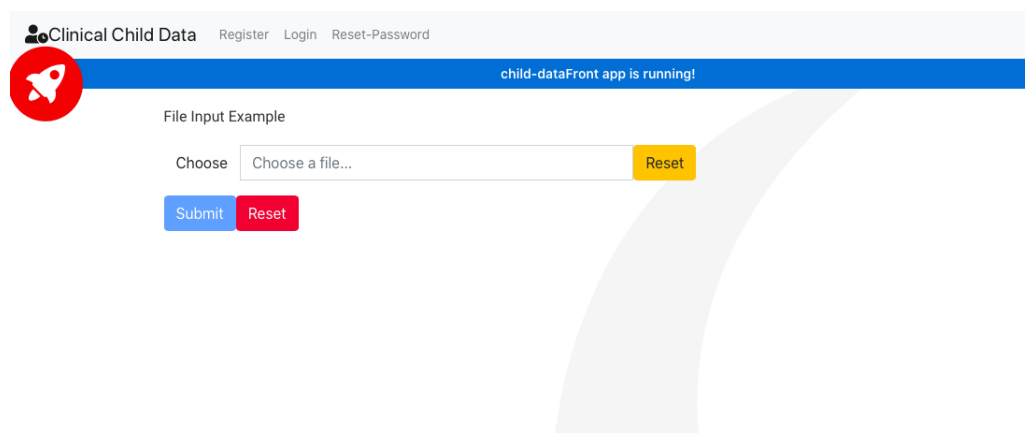 Clinical Child Data Register Login Reset-Password
child-dataFront app is running!
File Input Example
Choose Choose a file... Reset
Submit Reset